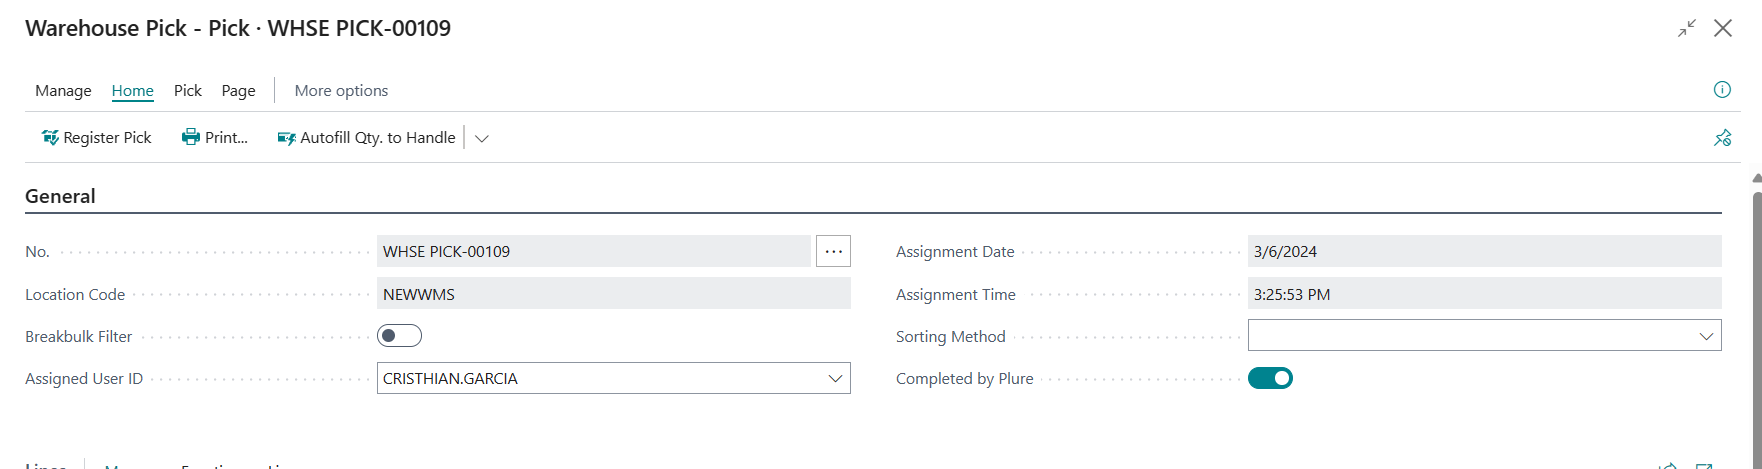 Warehouse Pick - Pick · WHSE PICK-00109
Manage Home Pick Page More options
Register Pick Print... Autofill Qty. to Handle
General
No. WHSE PICK-00109 ... Assignment Date 3/6/2024
Location Code NEWWMS Assignment Time 3:25:53 PM
Breakbulk Filter Sorting Method
Assigned User ID CRISTHIAN.GARCIA Completed by Plure